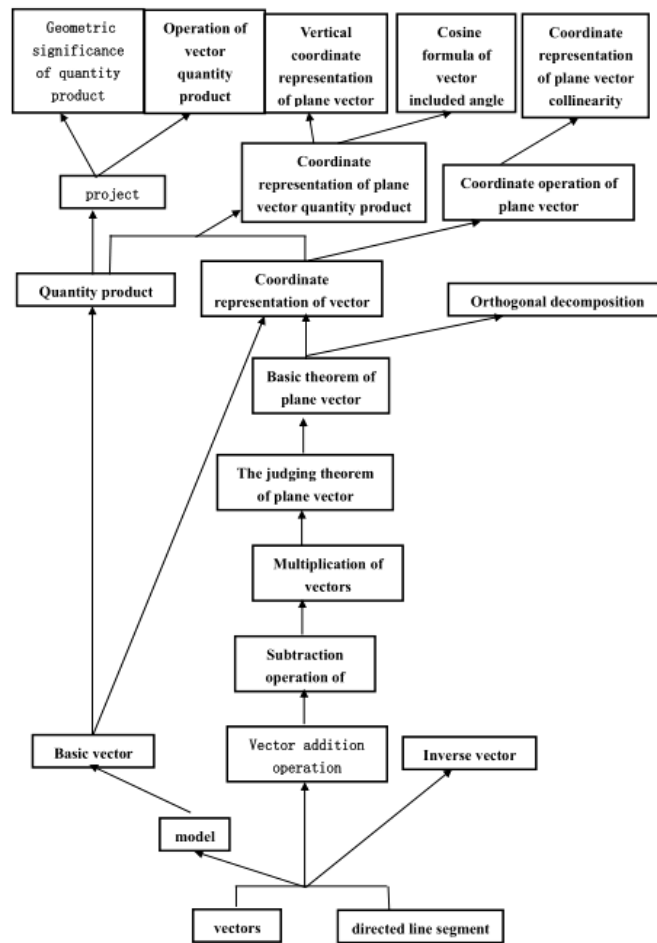 Geometric
significance
of quantity
product
Operation of
vector
quantity
product
Vertical
coordinate
representation
of plane vector
Cosine
formula of
vector
included angle
Coordinate
representation
of plane vector
collinearity
project
Coordinate
representation of plane
vector quantity product
Coordinate operation of
plane vector
Quantity product
Coordinate
representation of vector
Orthogonal decomposition
Basic theorem of
plane vector
The judging theorem
of plane vector
Multiplication of
vectors
Subtraction
operation of
Basic vector
Vector addition
operation
Inverse vector
model
vectors
directed line segment